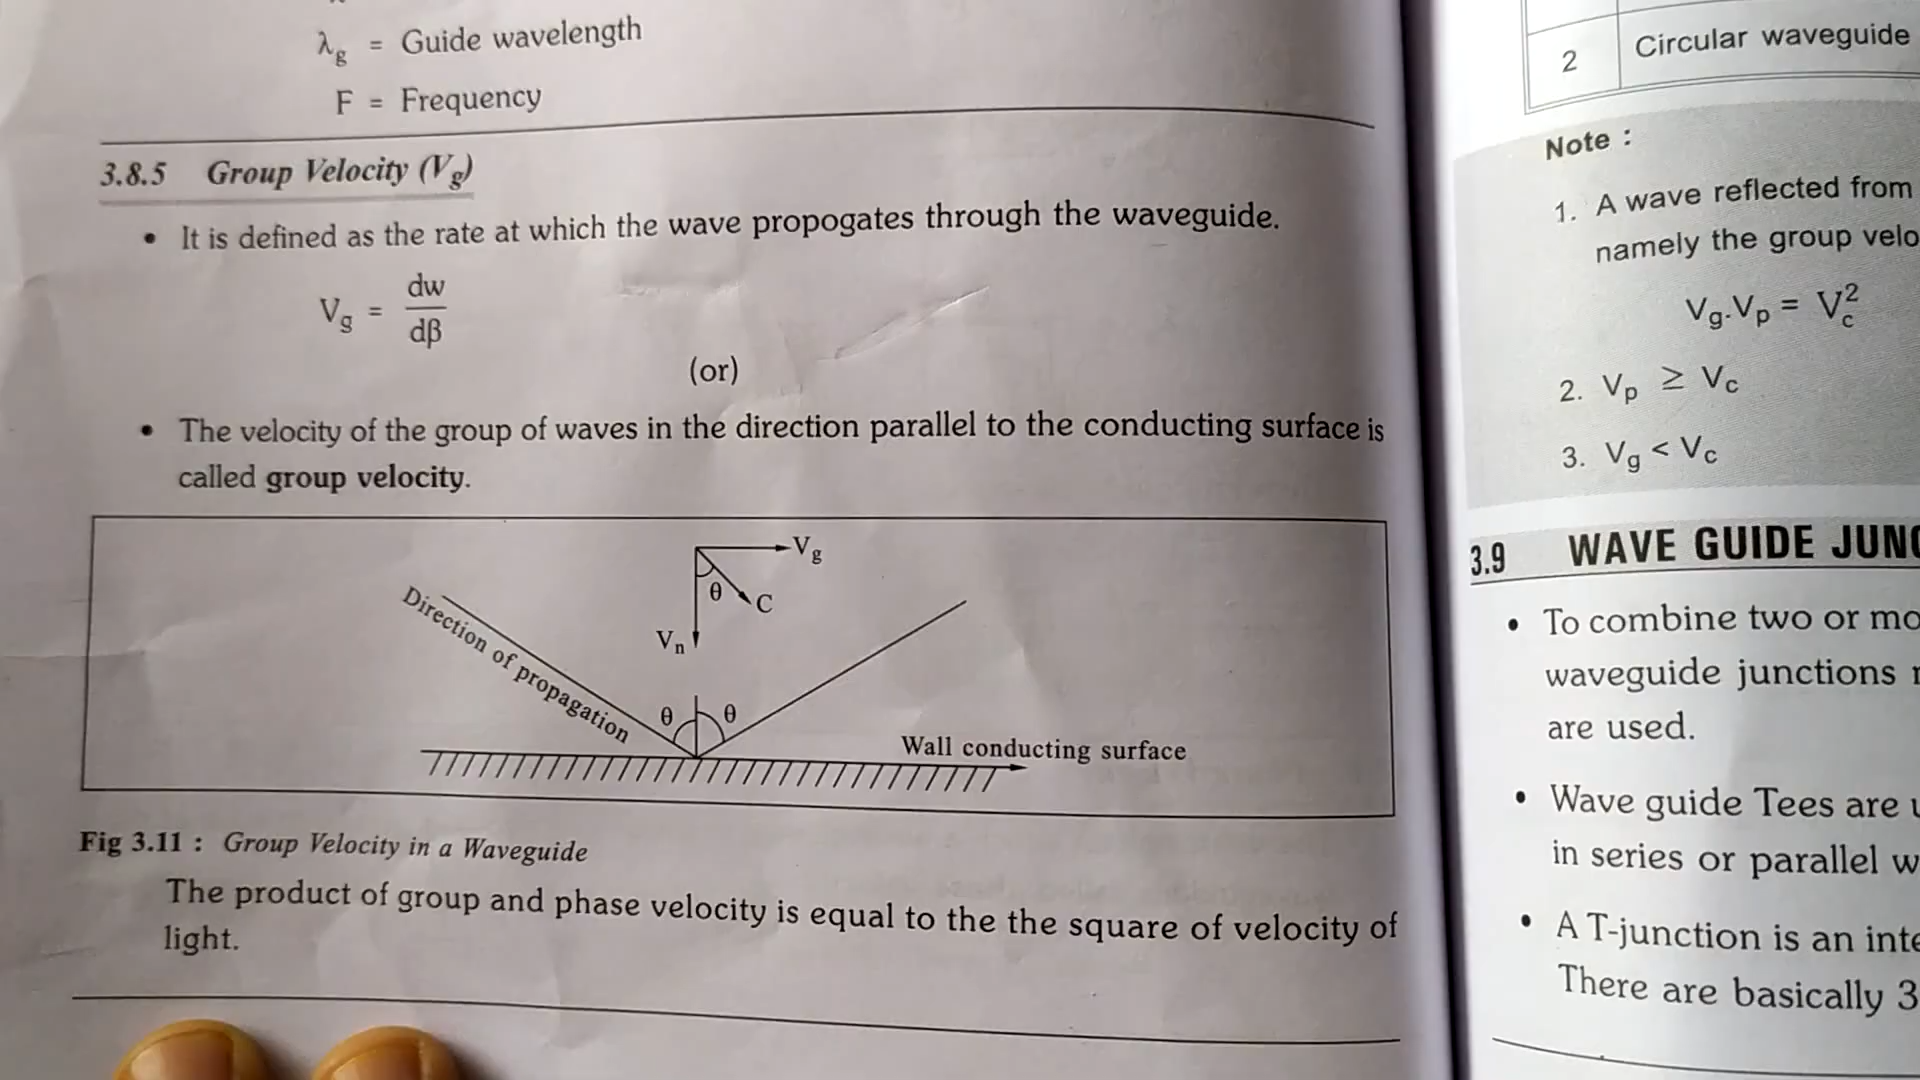 λg = Guide wavelength
F = Frequency
3.8.5 Group Velocity (Vg)
• It is defined as the rate at which the wave propogates through the waveguide.
Vg = dw/dβ
(or)
• The velocity of the group of waves in the direction parallel to the conducting surface is
called group velocity.
Vg
θ
C
Vn
Direction of propagation
θ θ
Wall conducting surface
Fig 3.11 : Group Velocity in a Waveguide
The product of group and phase velocity is equal to the the square of velocity of
light.
2 Circular waveguide
Note :
1. A wave reflected from
namely the group velo
Vg.Vp = Vc²
2. Vp ≥ Vc
3. Vg < Vc
3.9 WAVE GUIDE JUNC
• To combine two or mo
waveguide junctions
are used.
• Wave guide Tees are
in series or parallel w
• A T-junction is an inte
There are basically 3